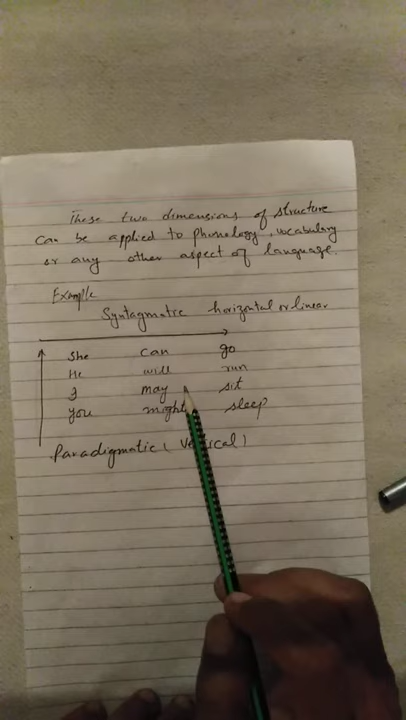 These two dimensions of structure
can be applied to phonology, vocabulary
or any other aspect of language.
Example
Syntagmatic horizontal or linear
She can go
He will run
I may sit
you might sleep
Paradigmatic (Vertical)